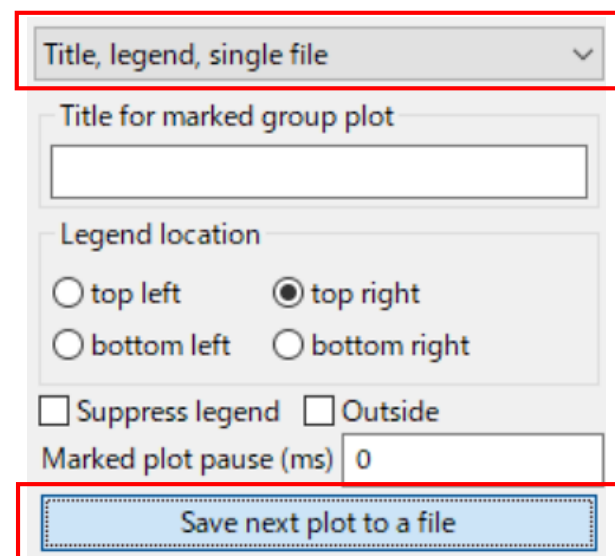 Title, legend, single file
Title for marked group plot
Legend location
top left top right
bottom left bottom right
Suppress legend Outside
Marked plot pause (ms) 0
Save next plot to a file